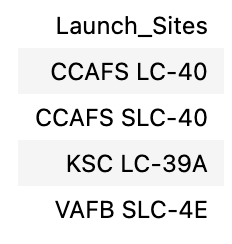 Launch_Sites
CCAFS LC-40
CCAFS SLC-40
KSC LC-39A
VAFB SLC-4E